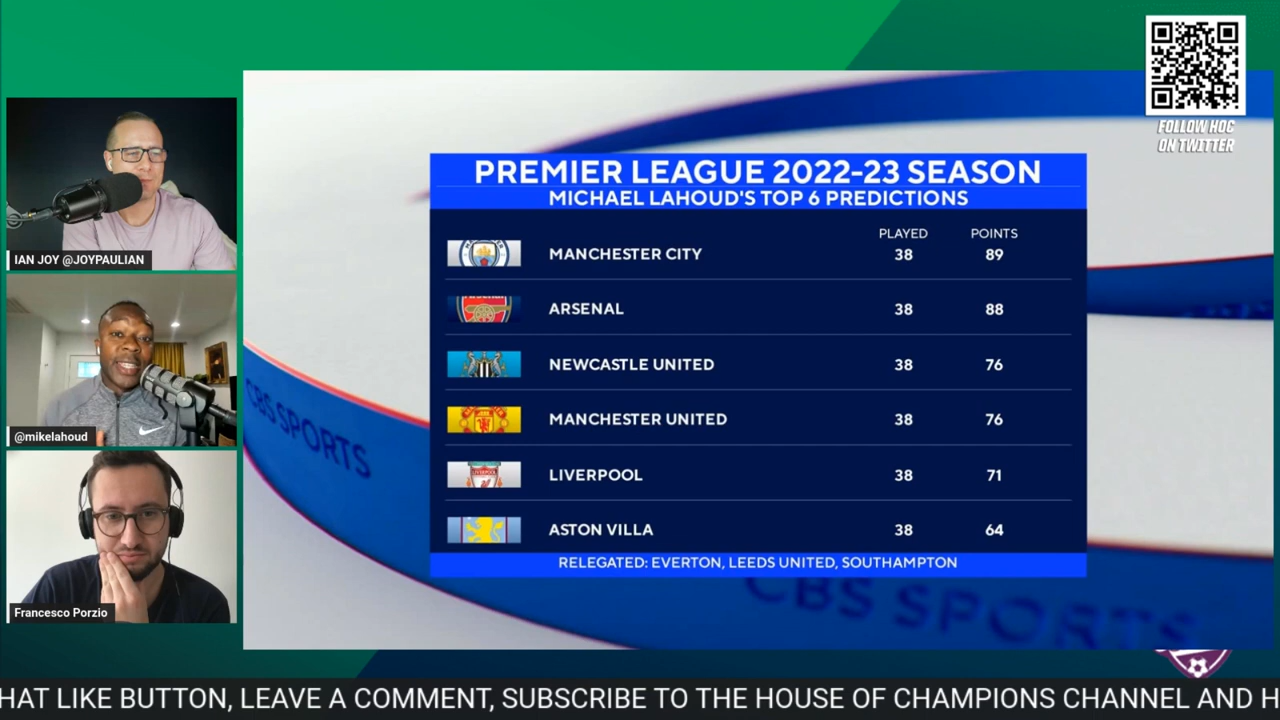 FOLLOW HOC
ON TWITTER
PREMIER LEAGUE 2022-23 SEASON
MICHAEL LAHOUD'S TOP 6 PREDICTIONS
PLAYED POINTS
MANCHESTER CITY 38 89
ARSENAL 38 88
NEWCASTLE UNITED 38 76
MANCHESTER UNITED 38 76
LIVERPOOL 38 71
ASTON VILLA 38 64
RELEGATED: EVERTON, LEEDS UNITED, SOUTHAMPTON
IAN JOY @JOYPAULIAN
@mikelahoud
Francesco Porzio
CBS SPORTS
CBS SPORTS
HAT LIKE BUTTON, LEAVE A COMMENT, SUBSCRIBE TO THE HOUSE OF CHAMPIONS CHANNEL AND H